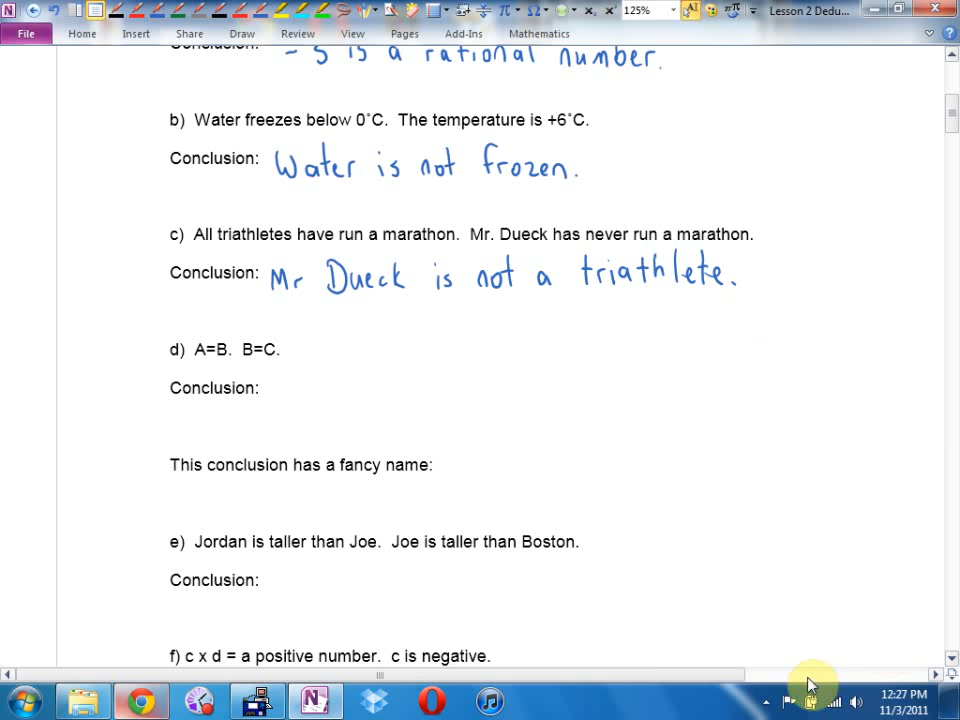 125%
Lesson 2 Dedu...
File Home Insert Share Draw Review View Pages Add-Ins Mathematics
Conclusion: - 5 is a rational number.
b) Water freezes below 0˚C. The temperature is +6˚C.
Conclusion: Water is not frozen.
c) All triathletes have run a marathon. Mr. Dueck has never run a marathon.
Conclusion: Mr Dueck is not a triathlete.
d) A=B. B=C.
Conclusion:
This conclusion has a fancy name:
e) Jordan is taller than Joe. Joe is taller than Boston.
Conclusion:
f) c x d = a positive number. c is negative.
12:27 PM
11/3/2011